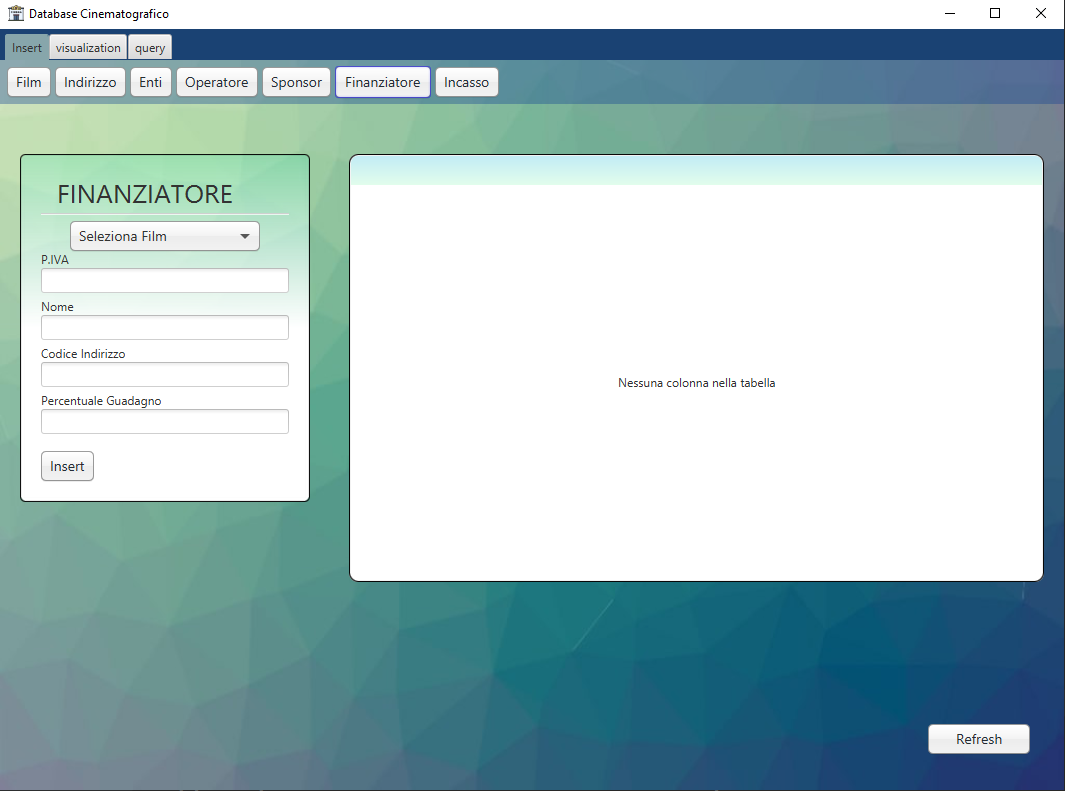 Database Cinematografico
Insert visualization query
Film Indirizzo Enti Operatore Sponsor Finanziatore Incasso
FINANZIATORE
Seleziona Film
P.IVA
Nome
Codice Indirizzo
Percentuale Guadagno
Insert
Nessuna colonna nella tabella
Refresh